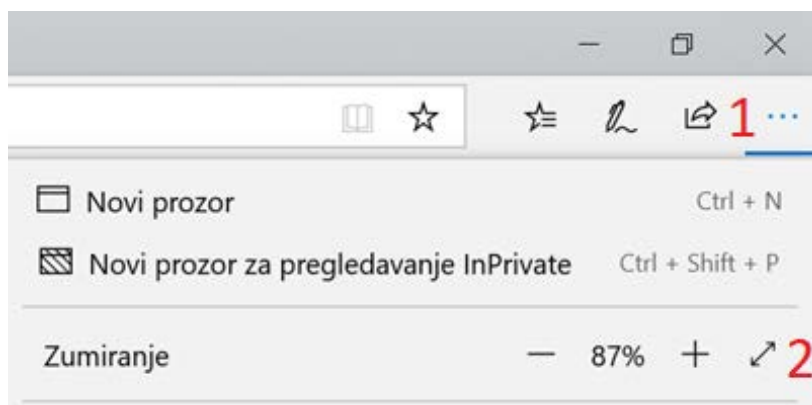 1 ...
Novi prozor Ctrl + N
Novi prozor za pregledavanje InPrivate Ctrl + Shift + P
Zumiranje — 87% + 2